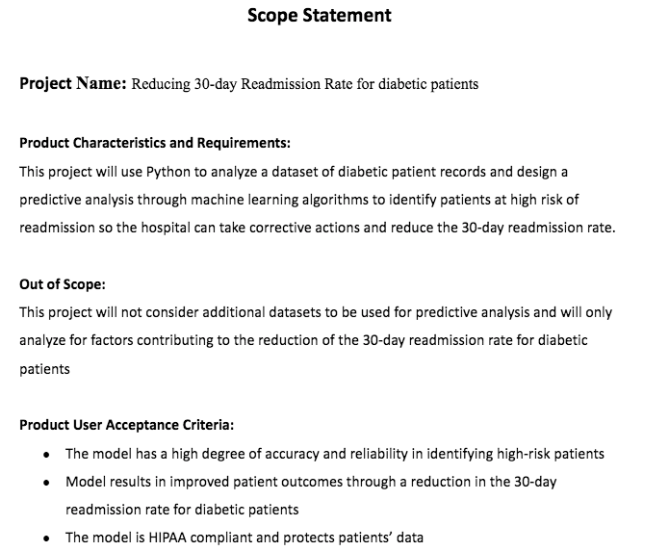 Scope Statement
Project Name: Reducing 30-day Readmission Rate for diabetic patients
Product Characteristics and Requirements:
This project will use Python to analyze a dataset of diabetic patient records and design a
predictive analysis through machine learning algorithms to identify patients at high risk of
readmission so the hospital can take corrective actions and reduce the 30-day readmission rate.
Out of Scope:
This project will not consider additional datasets to be used for predictive analysis and will only
analyze for factors contributing to the reduction of the 30-day readmission rate for diabetic
patients
Product User Acceptance Criteria:
• The model has a high degree of accuracy and reliability in identifying high-risk patients
• Model results in improved patient outcomes through a reduction in the 30-day
readmission rate for diabetic patients
• The model is HIPAA compliant and protects patients’ data